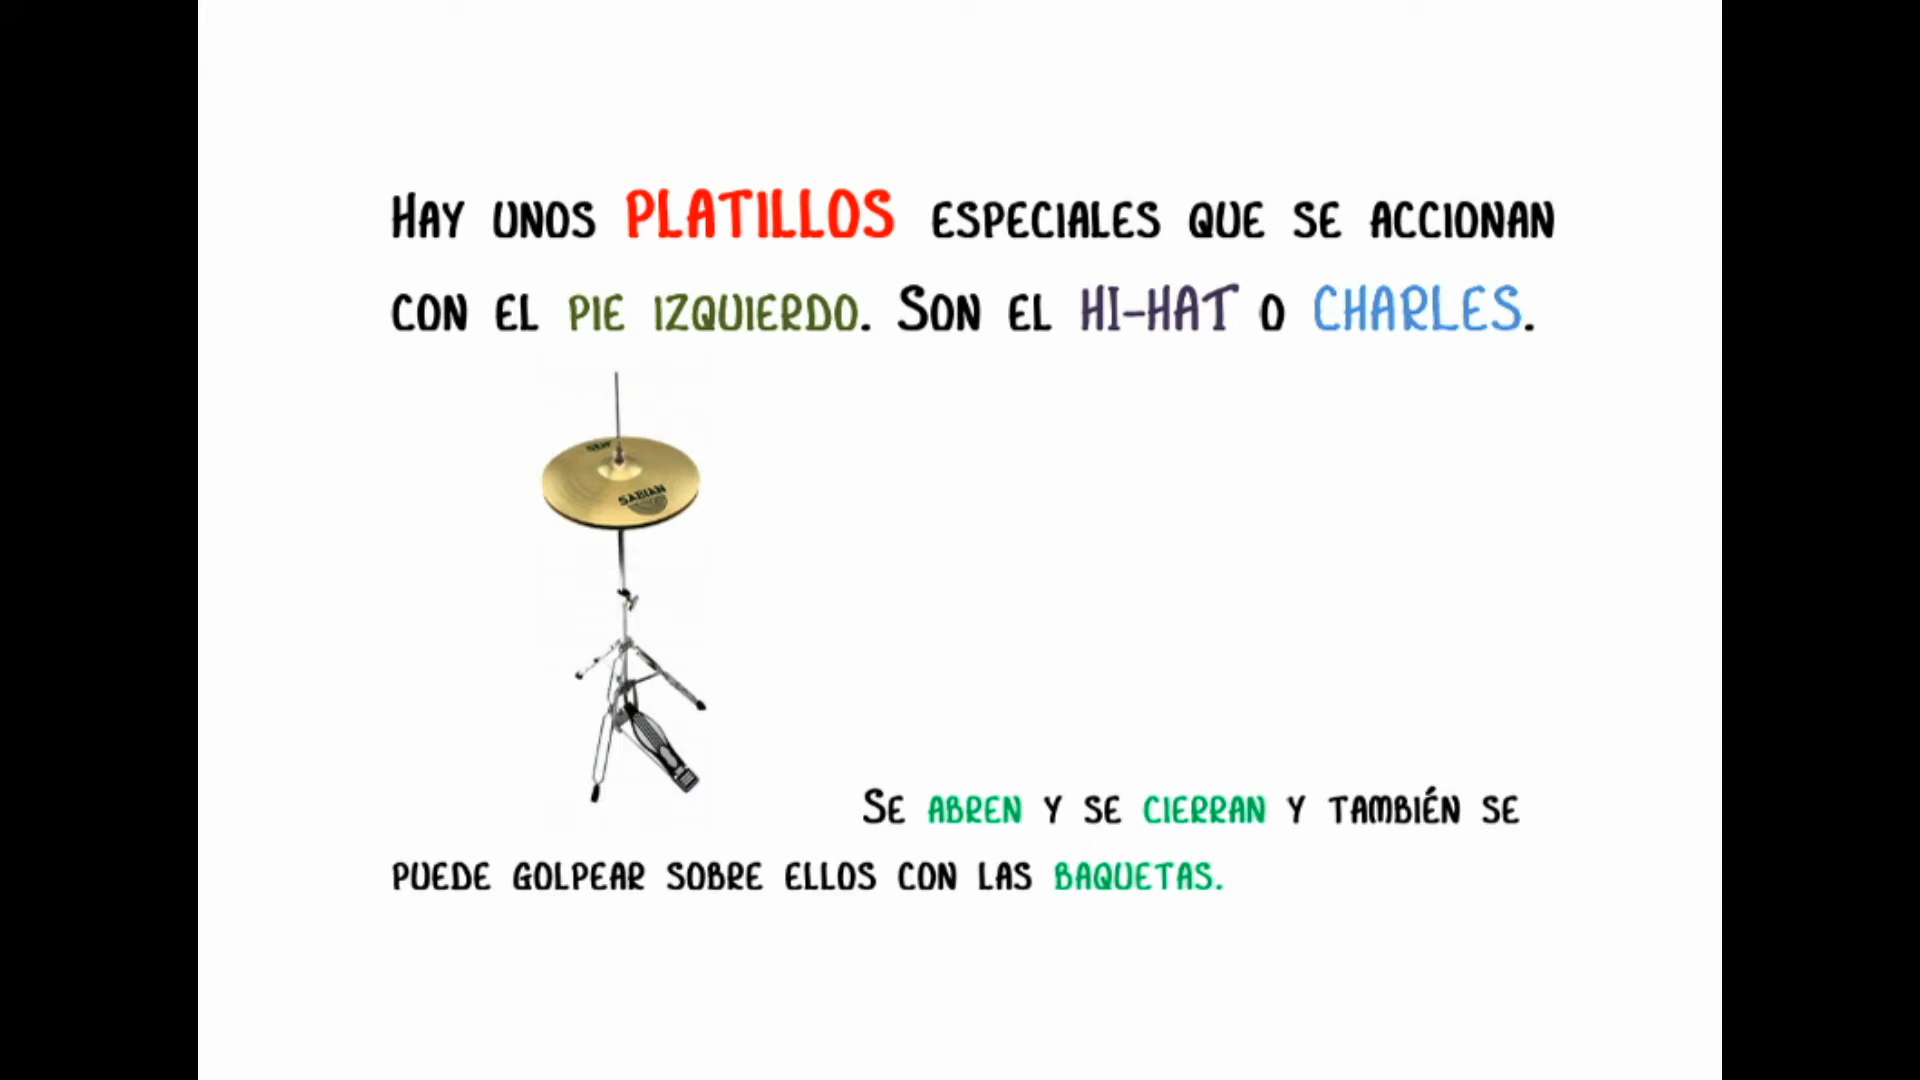 Hay unos PLATILLOS especiales que se accionan
con el pie izquierdo. Son el HI-HAT o CHARLES.
SABIAN
Se abren y se cierran y también se
puede golpear sobre ellos con las baquetas.